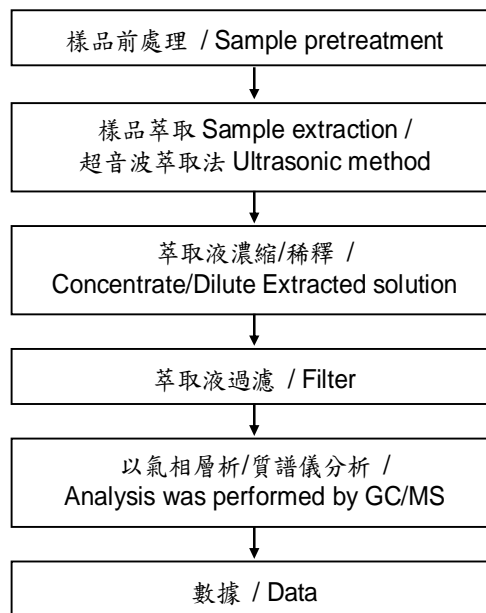 樣品前處理 / Sample pretreatment
樣品萃取 Sample extraction /
超音波萃取法 Ultrasonic method
萃取液濃縮/稀釋 /
Concentrate/Dilute Extracted solution
萃取液過濾 / Filter
以氣相層析/質譜儀分析 /
Analysis was performed by GC/MS
數據 / Data